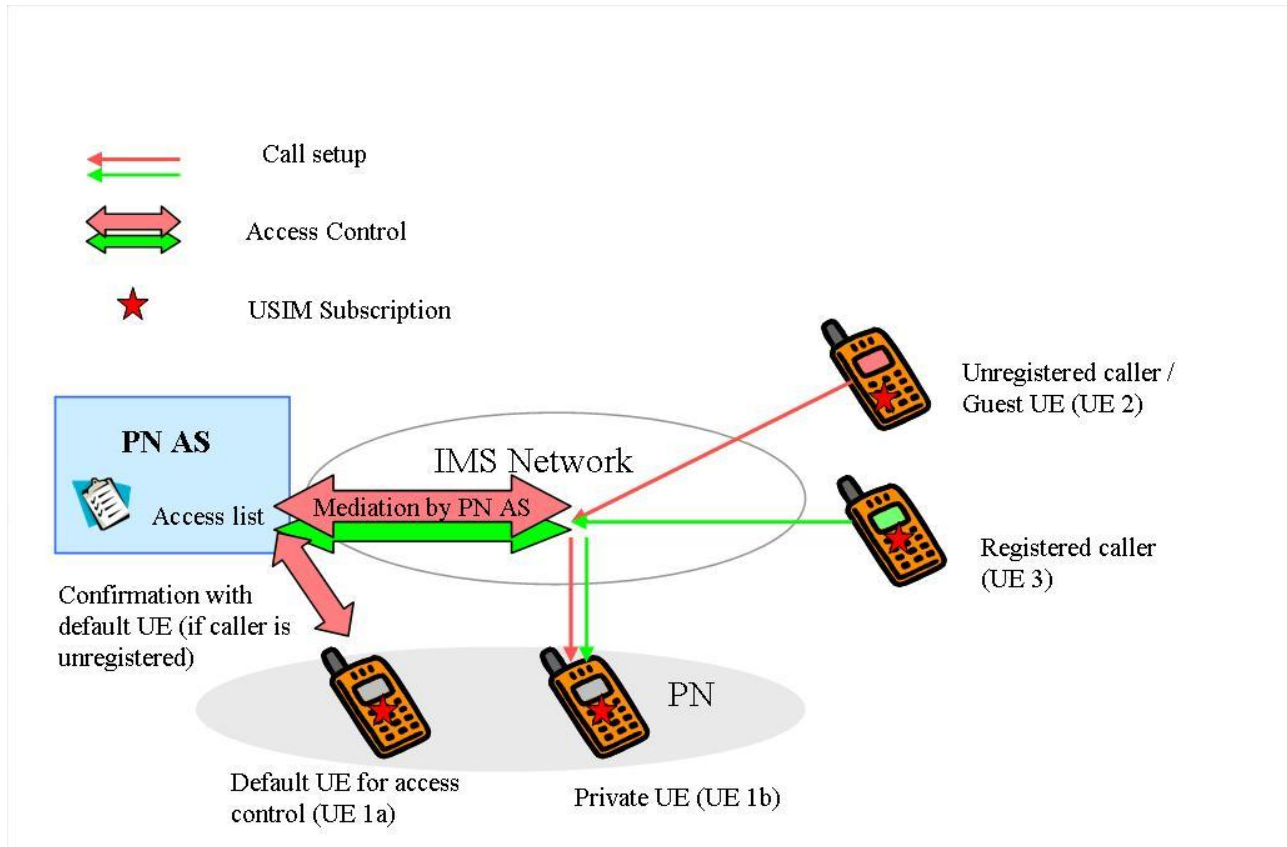 Call setup
Access Control
USIM Subscription
Unregistered caller /
Guest UE (UE 2)
PN AS
Access list
IMS Network
Mediation by PN AS
Registered caller
(UE 3)
Confirmation with
default UE (if caller is
unregistered)
PN
Default UE for access
control (UE 1a)
Private UE (UE 1b)